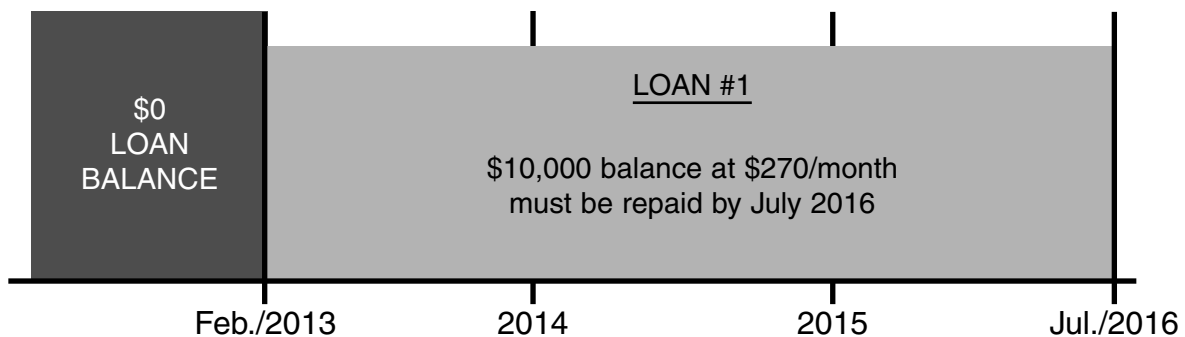 $0
LOAN
BALANCE
LOAN #1
$10,000 balance at $270/month
must be repaid by July 2016
Feb./2013
2014
2015
Jul./2016